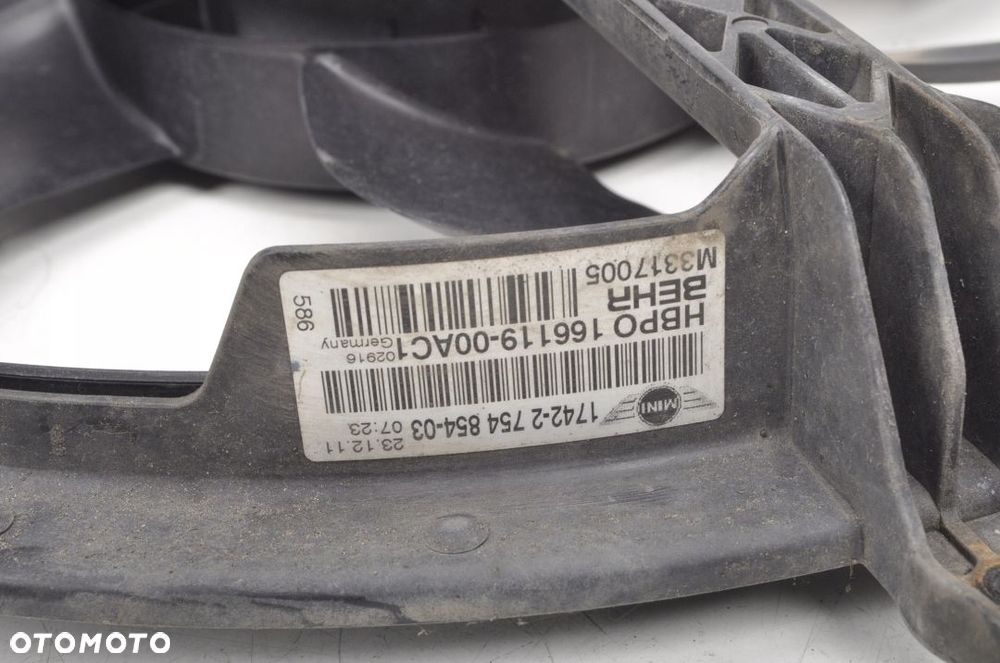 MINI
1742-2 754 854-03
23.12.11
07:23
02916
Germany
HBPO 166119-00AC1
BEHR
M3317005
586
OTOMOTO